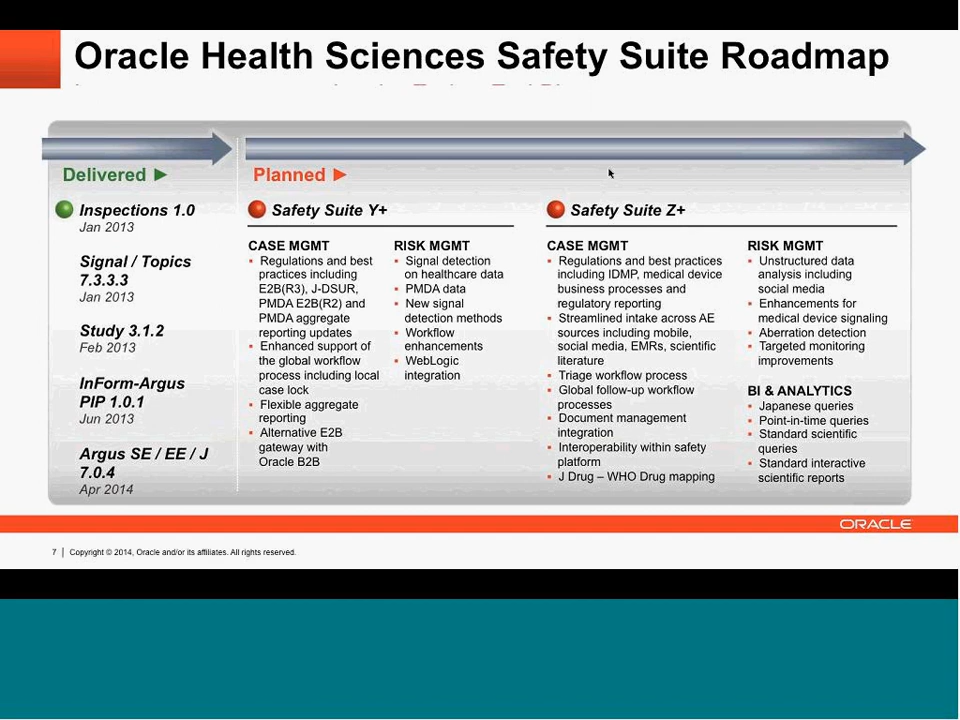 Oracle Health Sciences Safety Suite Roadmap
Delivered ►
Planned ►
Inspections 1.0
Jan 2013
Signal / Topics
7.3.3.3
Jan 2013
Study 3.1.2
Feb 2013
InForm-Argus
PIP 1.0.1
Jun 2013
Argus SE / EE / J
7.0.4
Apr 2014
Safety Suite Y+
CASE MGMT
▪ Regulations and best
practices including
E2B(R3), J-DSUR,
PMDA E2B(R2) and
PMDA aggregate
reporting updates
▪ Enhanced support of
the global workflow
process including local
case lock
▪ Flexible aggregate
reporting
▪ Alternative E2B
gateway with
Oracle B2B
RISK MGMT
▪ Signal detection
on healthcare data
▪ PMDA data
▪ New signal
detection methods
▪ Workflow
enhancements
▪ WebLogic
integration
Safety Suite Z+
CASE MGMT
▪ Regulations and best practices
including IDMP, medical device
business processes and
regulatory reporting
▪ Streamlined intake across AE
sources including mobile,
social media, EMRs, scientific
literature
▪ Triage workflow process
▪ Global follow-up workflow
processes
▪ Document management
integration
▪ Interoperability within safety
platform
▪ J Drug – WHO Drug mapping
RISK MGMT
▪ Unstructured data
analysis including
social media
▪ Enhancements for
medical device signaling
▪ Aberration detection
▪ Targeted monitoring
improvements
BI & ANALYTICS
▪ Japanese queries
▪ Point-in-time queries
▪ Standard scientific
queries
▪ Standard interactive
scientific reports
ORACLE
7 | Copyright © 2014, Oracle and/or its affiliates. All rights reserved.